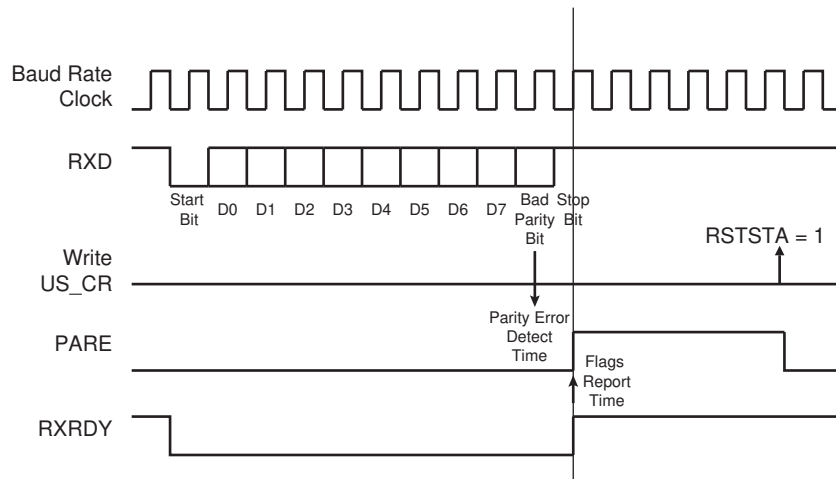 Baud Rate
Clock
RXD
Start
Bit
D0 D1 D2 D3 D4 D5 D6 D7
Bad
Parity
Bit
Stop
Bit
Write
US_CR
RSTSTA = 1
Parity Error
Detect
Time
PARE
Flags
Report
Time
RXRDY